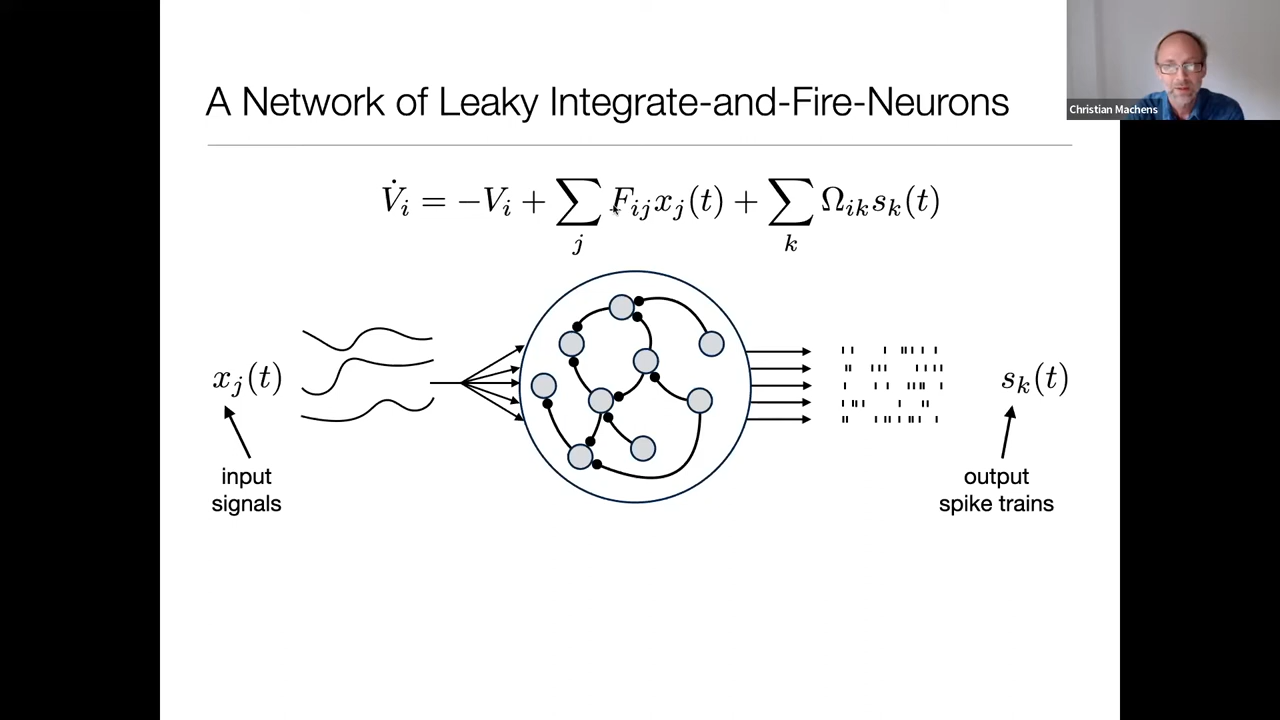 A Network of Leaky Integrate-and-Fire-Neurons
Christian Machens
V̇ᵢ = −Vᵢ + ∑ⱼ Fᵢⱼxⱼ(t) + ∑ₖ Ωᵢₖsₖ(t)
xⱼ(t)
sₖ(t)
input
signals
output
spike trains